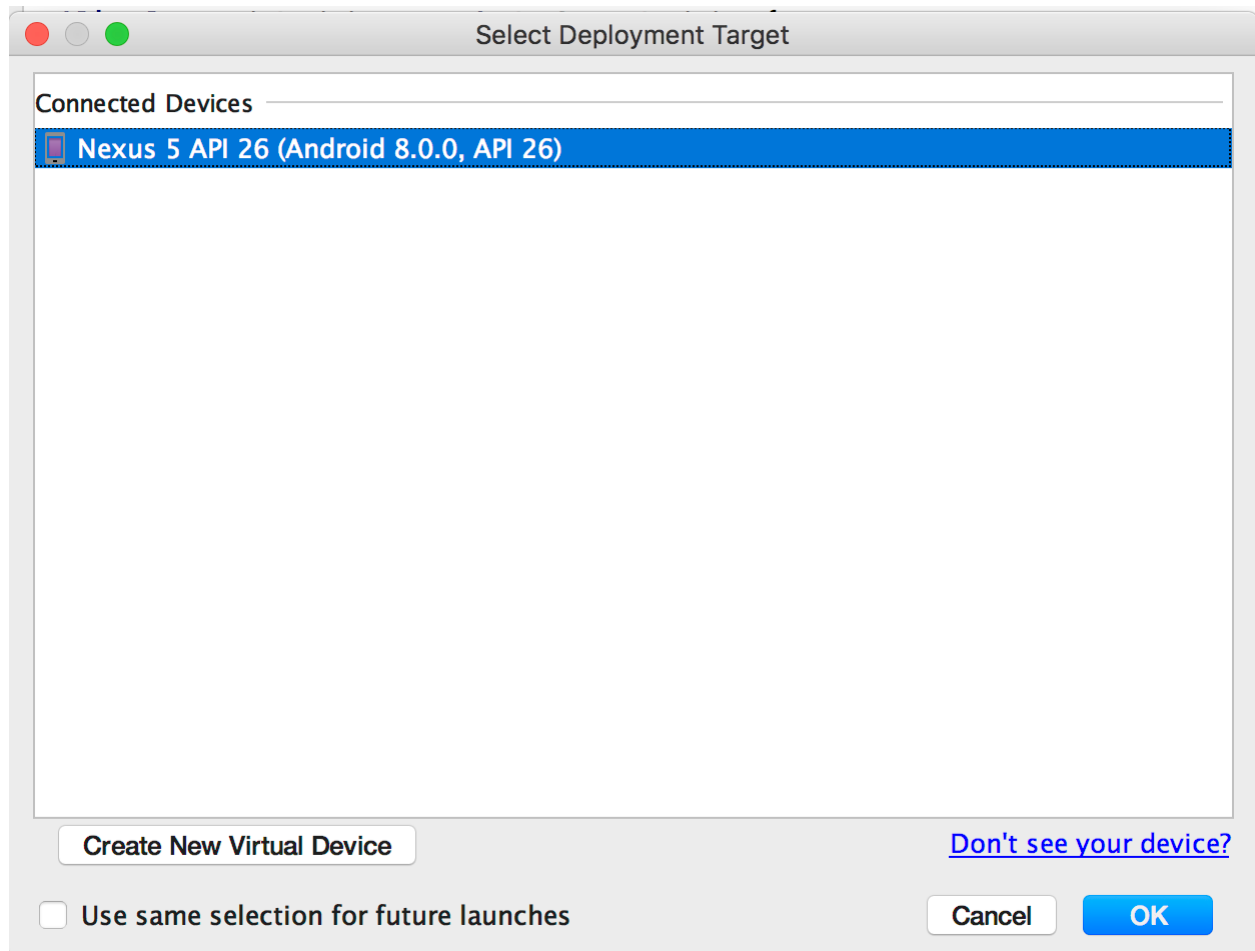 Select Deployment Target
Connected Devices
Nexus 5 API 26 (Android 8.0.0, API 26)
Create New Virtual Device
Don't see your device?
Use same selection for future launches
Cancel
OK